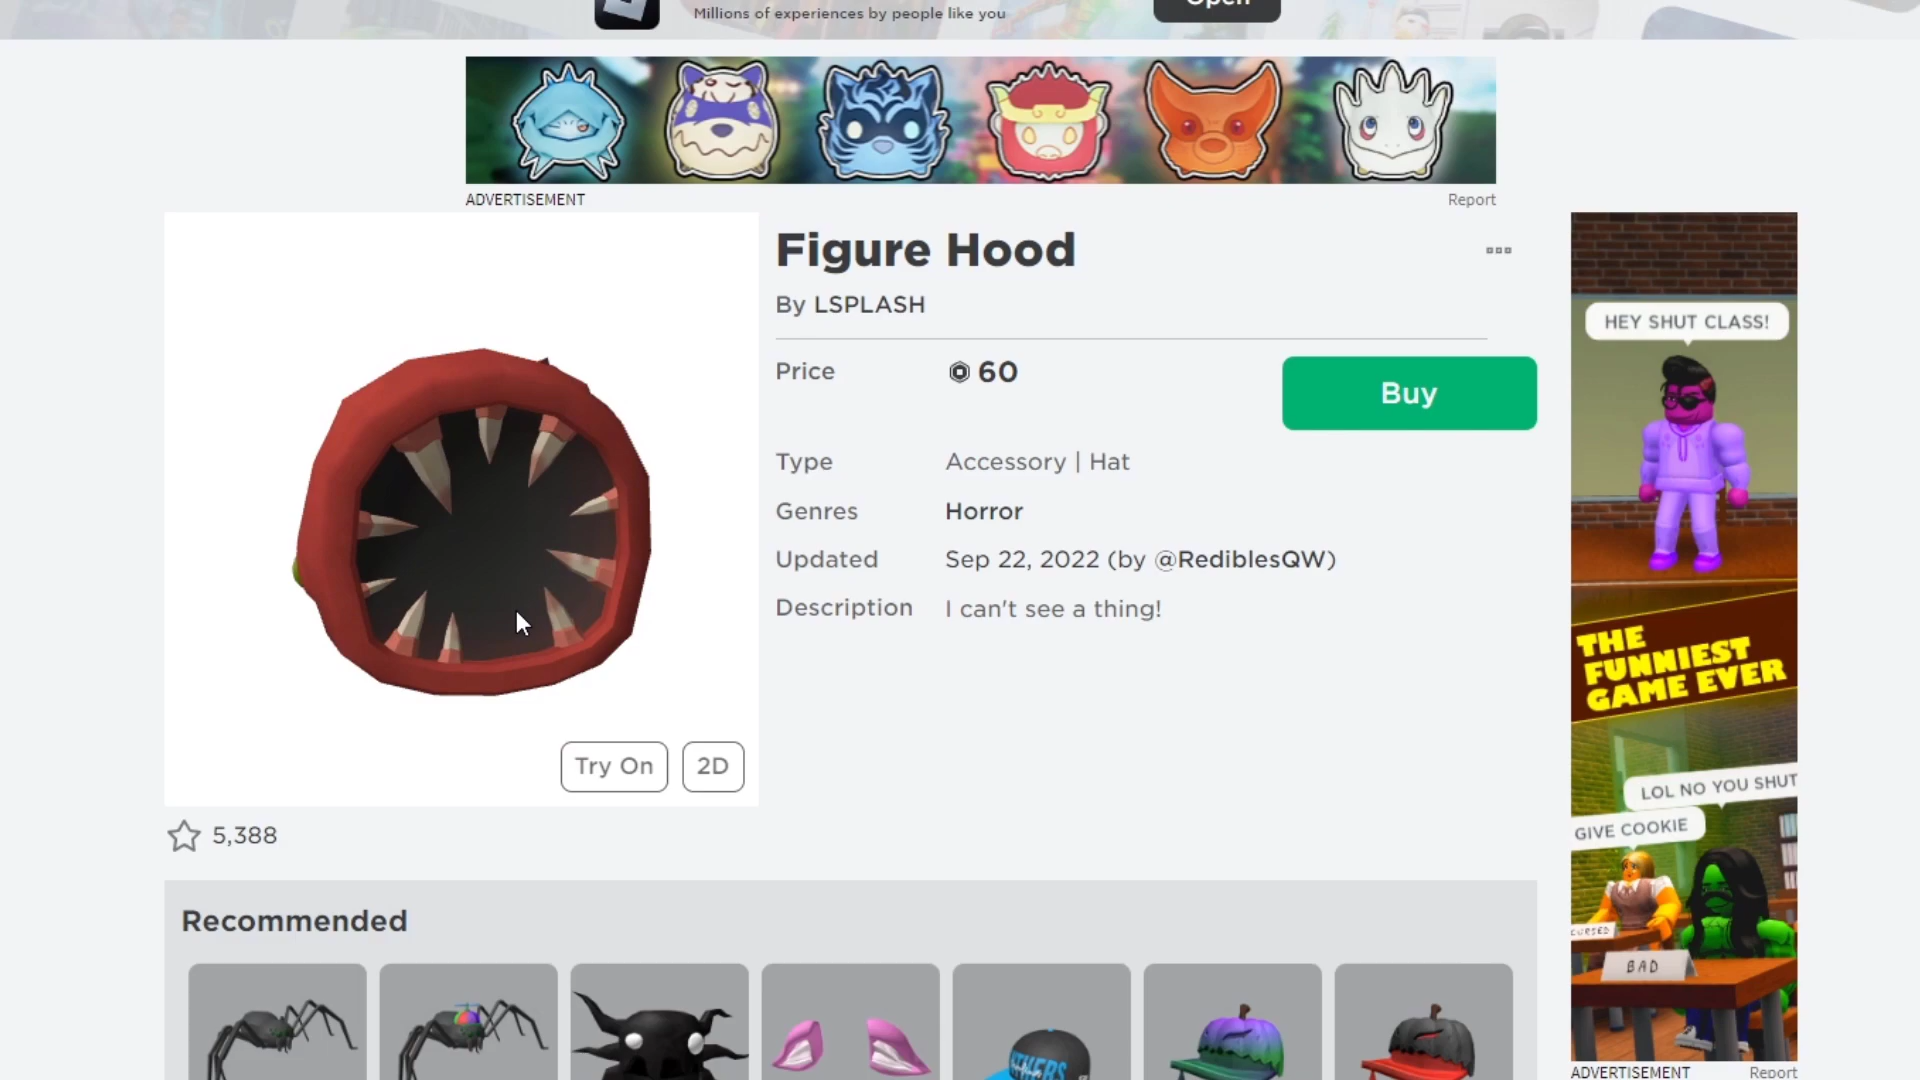 Open
Millions of experiences by people like you
ADVERTISEMENT
Report
Figure Hood
By LSPLASH
Price
60
Buy
Type
Accessory | Hat
Genres
Horror
Updated
Sep 22, 2022 (by @RediblesQW)
Description
I can't see a thing!
Try On
2D
5,388
Recommended
HEY SHUT CLASS!
THE
FUNNIEST
GAME EVER
LOL NO YOU SHUT
GIVE COOKIE
CURSED
BAD
ADVERTISEMENT
Report